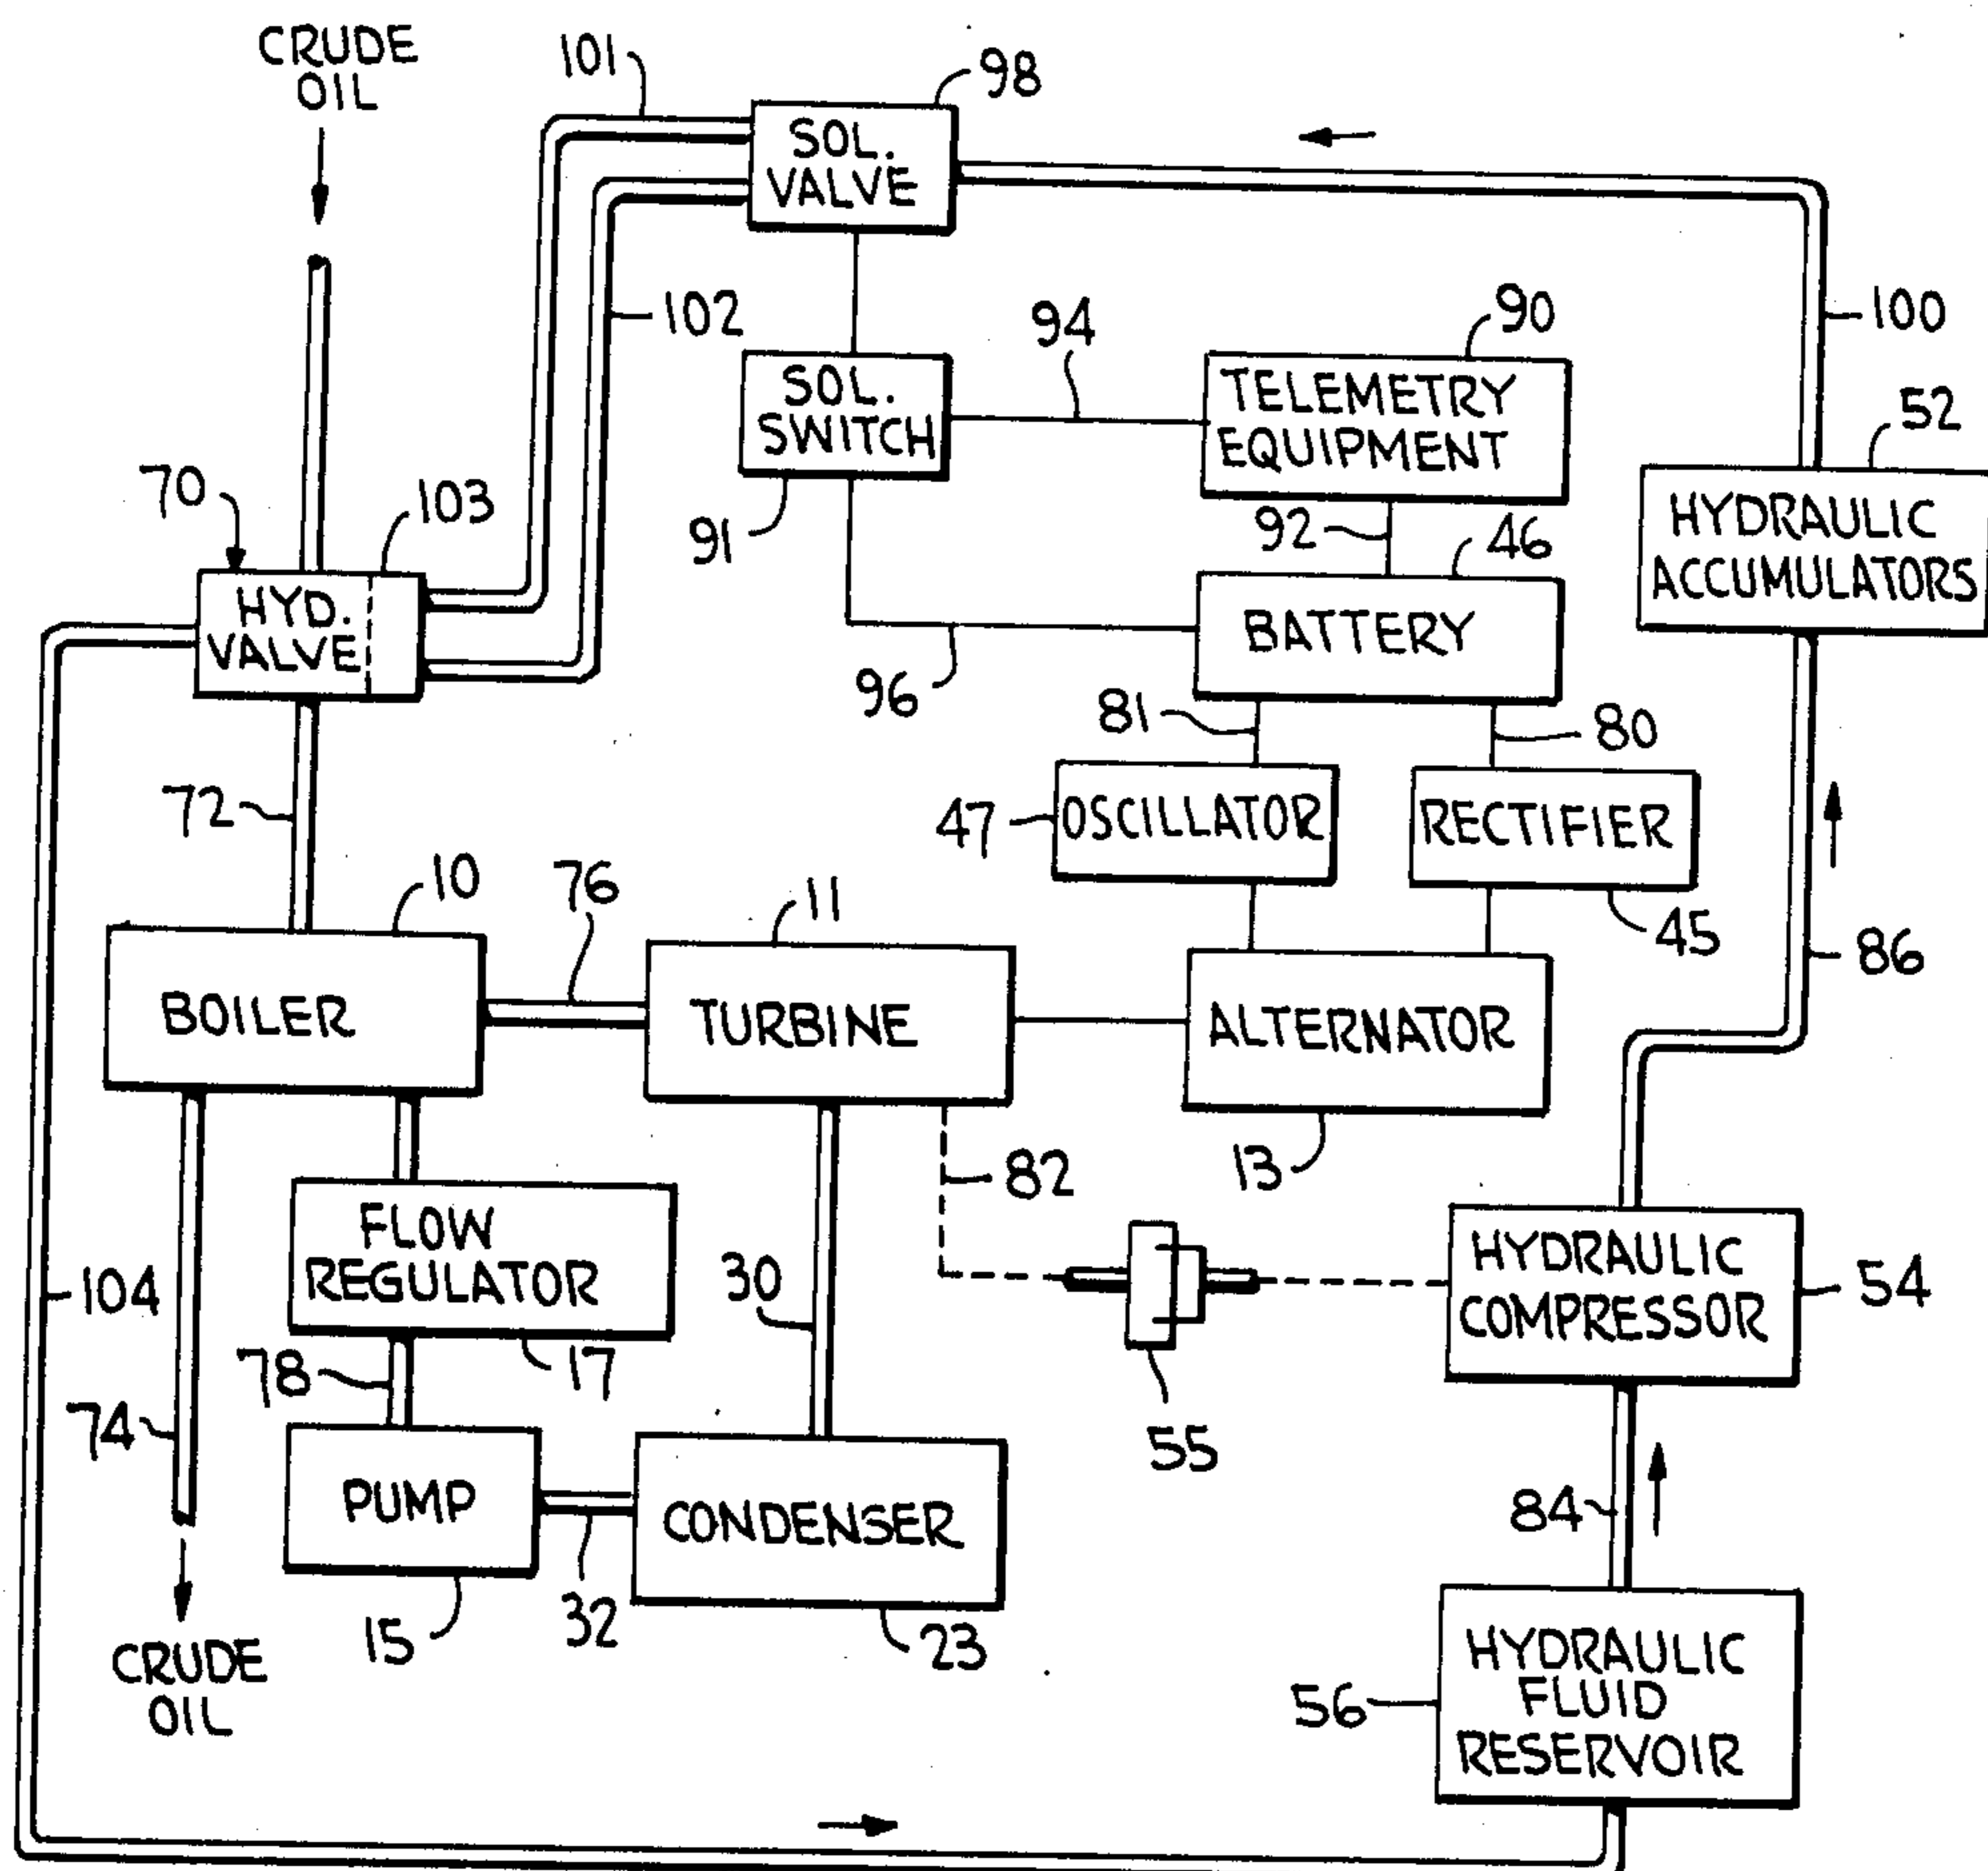 CRUDE
OIL
101
98
SOL.
VALVE
102
94
90
100
SOL.
SWITCH
TELEMETRY
EQUIPMENT
52
70
103
91
92
46
HYDRAULIC
ACCUMULATORS
HYD.
VALVE
BATTERY
96
81
80
72
47
OSCILLATOR
RECTIFIER
10
76
11
45
86
BOILER
TURBINE
ALTERNATOR
82
13
FLOW
REGULATOR
30
HYDRAULIC
COMPRESSOR
54
104
78
17
74
55
PUMP
CONDENSER
84
15
32
23
CRUDE
OIL
56
HYDRAULIC
FLUID
RESERVOIR